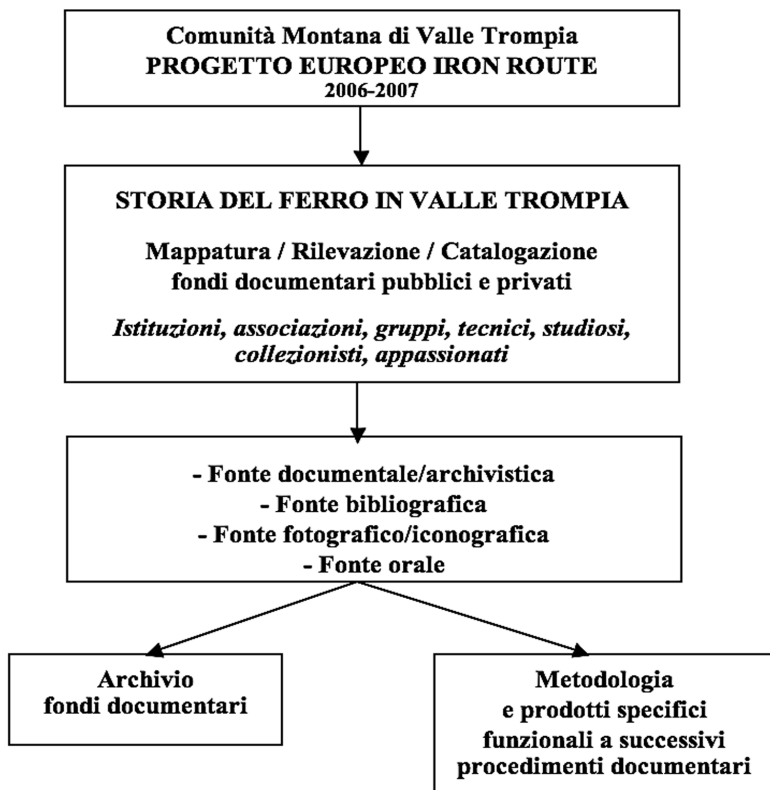 Comunità Montana di Valle Trompia
PROGETTO EUROPEO IRON ROUTE
2006-2007
STORIA DEL FERRO IN VALLE TROMPIA
Mappatura / Rilevazione / Catalogazione
fondi documentari pubblici e privati
Istituzioni, associazioni, gruppi, tecnici, studiosi,
collezionisti, appassionati
- Fonte documentale/archivistica
- Fonte bibliografica
- Fonte fotografico/iconografica
- Fonte orale
Archivio
fondi documentari
Metodologia
e prodotti specifici
funzionali a successivi
procedimenti documentari